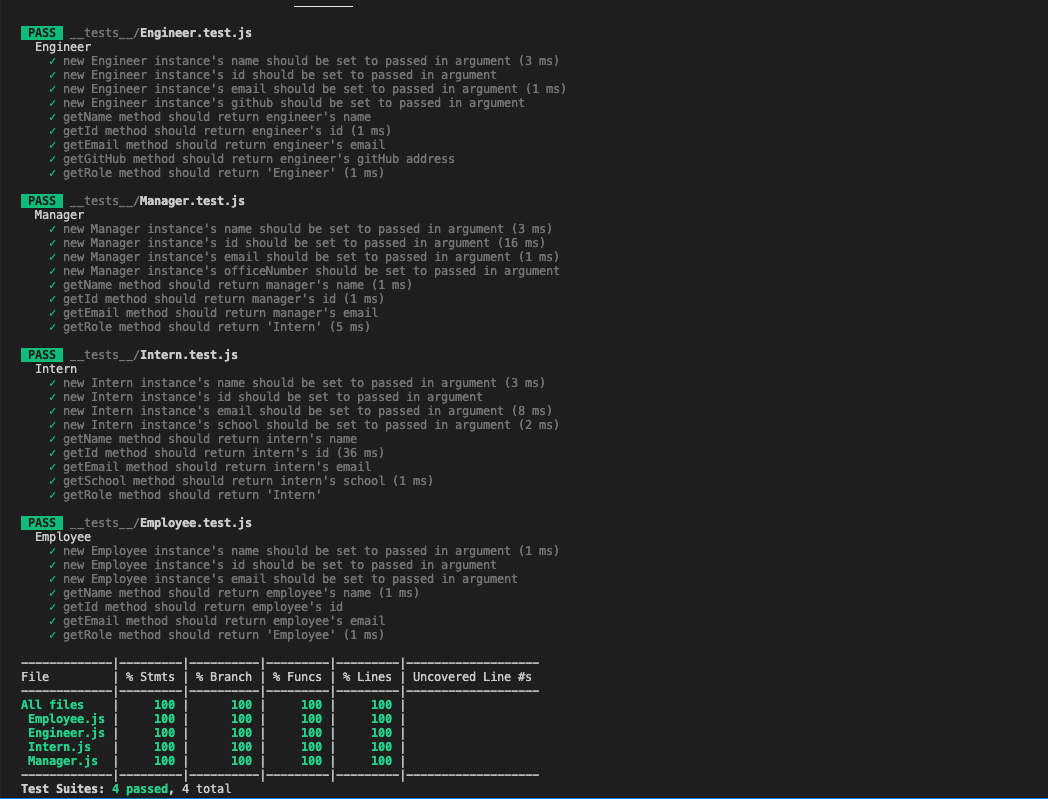 PASS __tests__/Engineer.test.js
Engineer
✓ new Engineer instance's name should be set to passed in argument (3 ms)
✓ new Engineer instance's id should be set to passed in argument
✓ new Engineer instance's email should be set to passed in argument (1 ms)
✓ new Engineer instance's github should be set to passed in argument
✓ getName method should return engineer's name
✓ getId method should return engineer's id (1 ms)
✓ getEmail method should return engineer's email
✓ getGitHub method should return engineer's gitHub address
✓ getRole method should return 'Engineer' (1 ms)
PASS __tests__/Manager.test.js
Manager
✓ new Manager instance's name should be set to passed in argument (3 ms)
✓ new Manager instance's id should be set to passed in argument (16 ms)
✓ new Manager instance's email should be set to passed in argument (1 ms)
✓ new Manager instance's officeNumber should be set to passed in argument
✓ getName method should return manager's name (1 ms)
✓ getId method should return manager's id (1 ms)
✓ getEmail method should return manager's email
✓ getRole method should return 'Intern' (5 ms)
PASS __tests__/Intern.test.js
Intern
✓ new Intern instance's name should be set to passed in argument (3 ms)
✓ new Intern instance's id should be set to passed in argument
✓ new Intern instance's email should be set to passed in argument (8 ms)
✓ new Intern instance's school should be set to passed in argument (2 ms)
✓ getName method should return intern's name
✓ getId method should return intern's id (36 ms)
✓ getEmail method should return intern's email
✓ getSchool method should return intern's school (1 ms)
✓ getRole method should return 'Intern'
PASS __tests__/Employee.test.js
Employee
✓ new Employee instance's name should be set to passed in argument (1 ms)
✓ new Employee instance's id should be set to passed in argument
✓ new Employee instance's email should be set to passed in argument
✓ getName method should return employee's name (1 ms)
✓ getId method should return employee's id
✓ getEmail method should return employee's email
✓ getRole method should return 'Employee' (1 ms)
-------------|---------|----------|---------|---------|-------------------
File | % Stmts | % Branch | % Funcs | % Lines | Uncovered Line #s
-------------|---------|----------|---------|---------|-------------------
All files | 100 | 100 | 100 | 100 |
Employee.js | 100 | 100 | 100 | 100 |
Engineer.js | 100 | 100 | 100 | 100 |
Intern.js | 100 | 100 | 100 | 100 |
Manager.js | 100 | 100 | 100 | 100 |
-------------|---------|----------|---------|---------|-------------------
Test Suites: 4 passed, 4 total